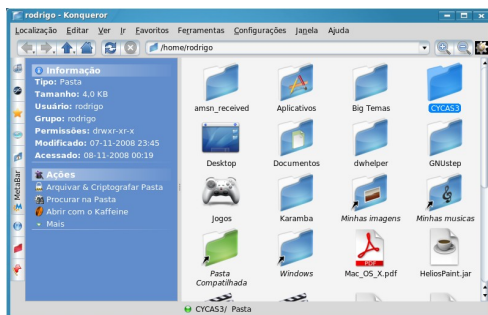 rodrigo - Konqueror
Localização Editar Ver Ir Favoritos Ferramentas Configurações Janela Ajuda
/home/rodrigo
Informação
Tipo: Pasta
Tamanho: 4,0 KB
Usuário: rodrigo
Grupo: rodrigo
Permissões: drwxr-xr-x
Modificado: 07-11-2008 23:45
Acessado: 08-11-2008 00:19
Ações
Arquivar & Criptografar Pasta
Procurar na Pasta
Abrir com o Kaffeine
Mais
MetaBar
amsn_received Aplicativos Big Temas CYCAS3
Desktop Documentos dwhelper GNUstep
Jogos Karamba Minhas imagens Minhas musicas
Pasta Compatilhada Windows Mac_OS_X.pdf HeliosPaint.jar
PDF
CYCAS3/ Pasta